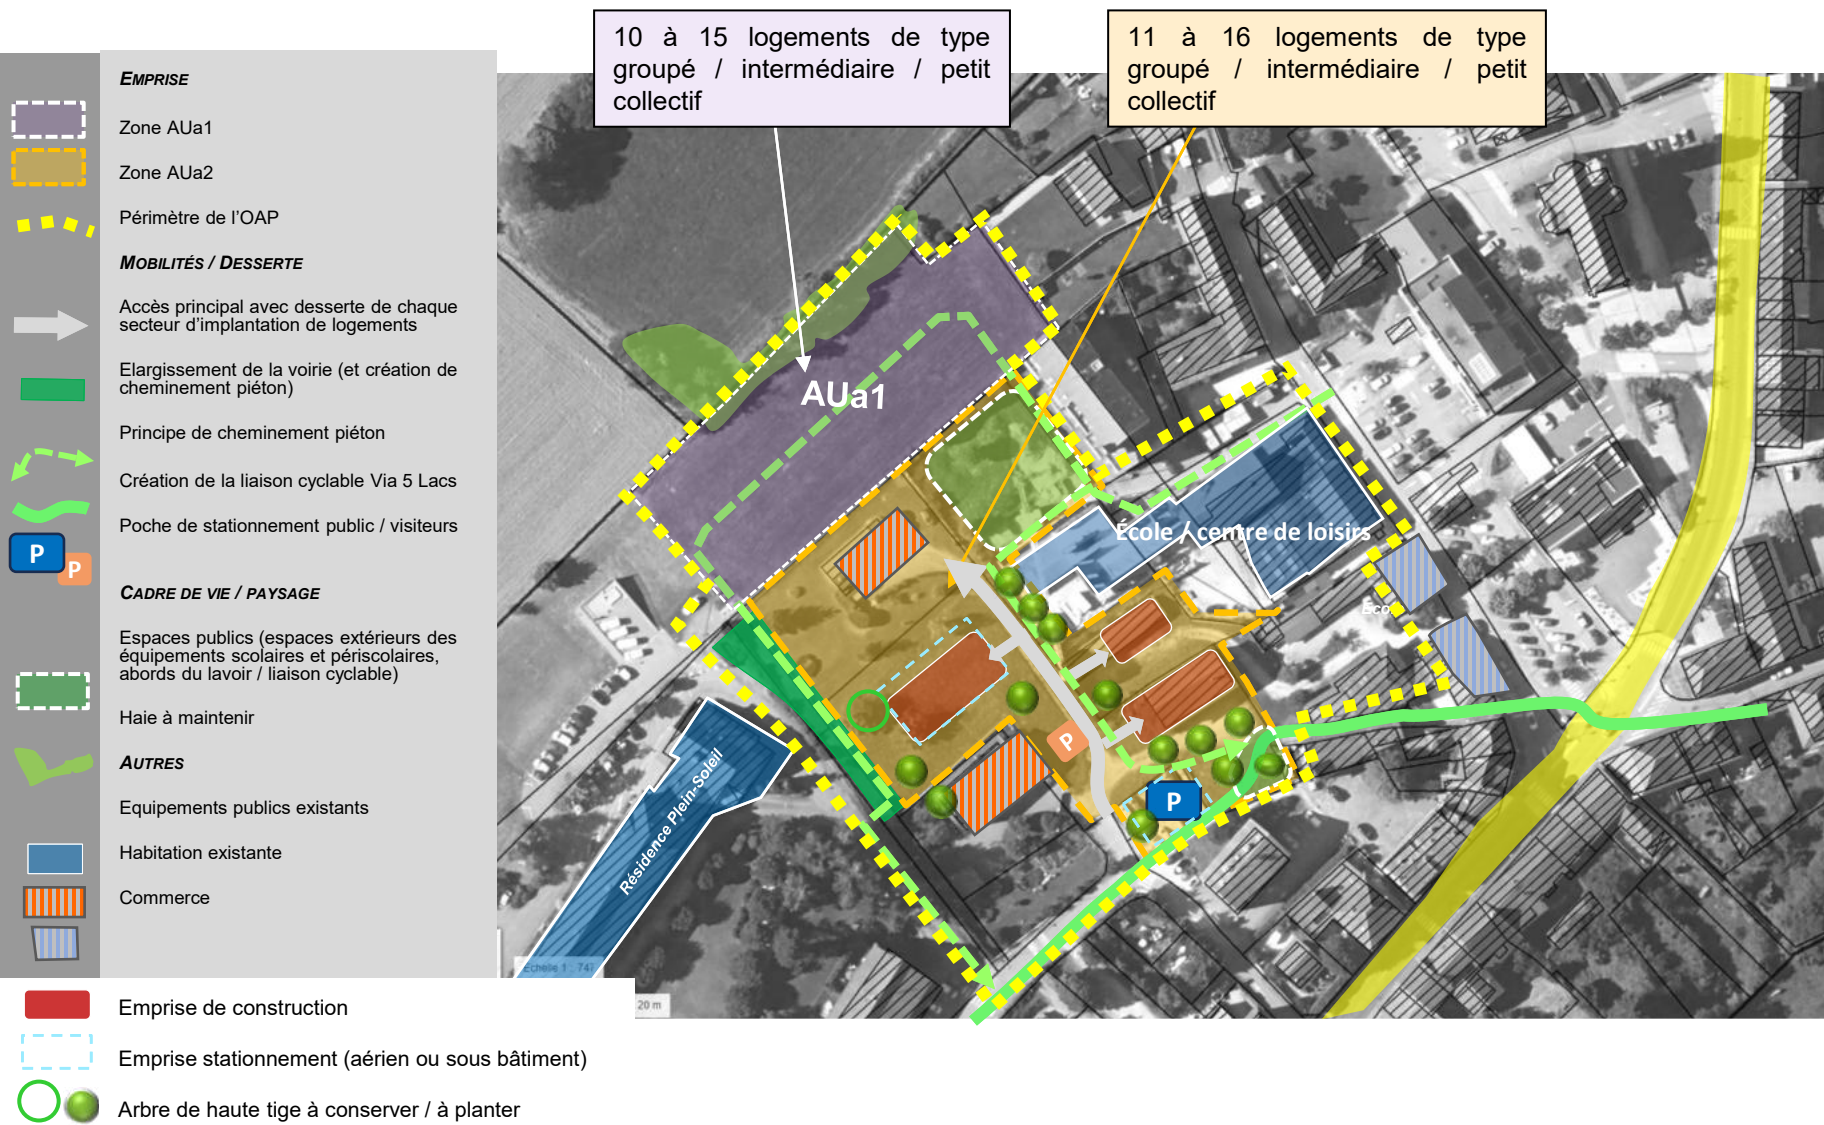 10 à 15 logements de type
groupé / intermédiaire / petit
collectif
11 à 16 logements de type
groupé / intermédiaire / petit
collectif
EMPRISE
Zone AUa1
Zone AUa2
Périmètre de l’OAP
MOBILITÉS / DESSERTE
Accès principal avec desserte de chaque
secteur d’implantation de logements
Elargissement de la voirie (et création de
cheminement piéton)
Principe de cheminement piéton
Création de la liaison cyclable Via 5 Lacs
Poche de stationnement public / visiteurs
P
P
CADRE DE VIE / PAYSAGE
Espaces publics (espaces extérieurs des
équipements scolaires et périscolaires,
abords du lavoir / liaison cyclable)
Haie à maintenir
AUTRES
Equipements publics existants
Habitation existante
Commerce
Emprise de construction
Emprise stationnement (aérien ou sous bâtiment)
Arbre de haute tige à conserver / à planter
AUa1
École / centre de loisirs
Éco
P
P
Résidence Plein-Soleil
Echelle 1 : 747
20 m